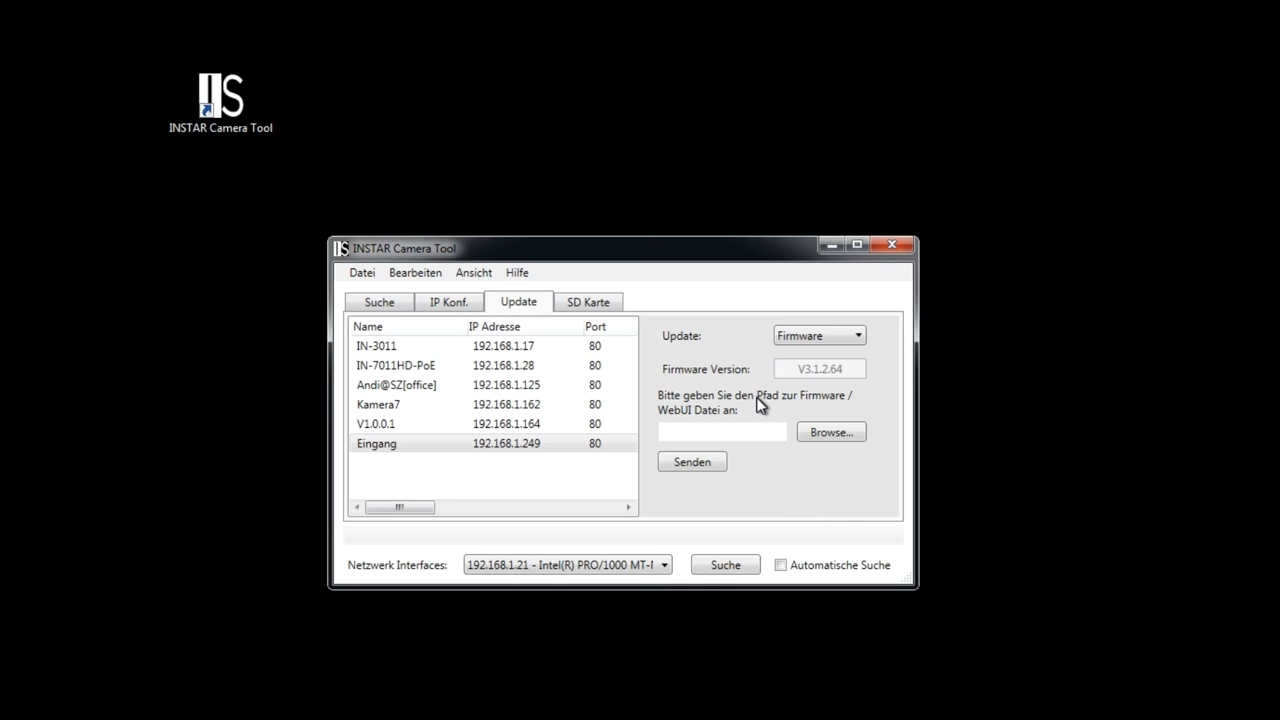 INSTAR Camera Tool
INSTAR Camera Tool
Datei Bearbeiten Ansicht Hilfe
Suche IP Konf. Update SD Karte
Name IP Adresse Port
IN-3011 192.168.1.17 80
IN-7011HD-PoE 192.168.1.28 80
Andi@SZ[office] 192.168.1.125 80
Kamera7 192.168.1.162 80
V1.0.0.1 192.168.1.164 80
Eingang 192.168.1.249 80
Update: Firmware
Firmware Version: V3.1.2.64
Bitte geben Sie den Pfad zur Firmware /
WebUI Datei an:
Browse...
Senden
Netzwerk Interfaces: 192.168.1.21 - Intel(R) PRO/1000 MT-N Suche Automatische Suche